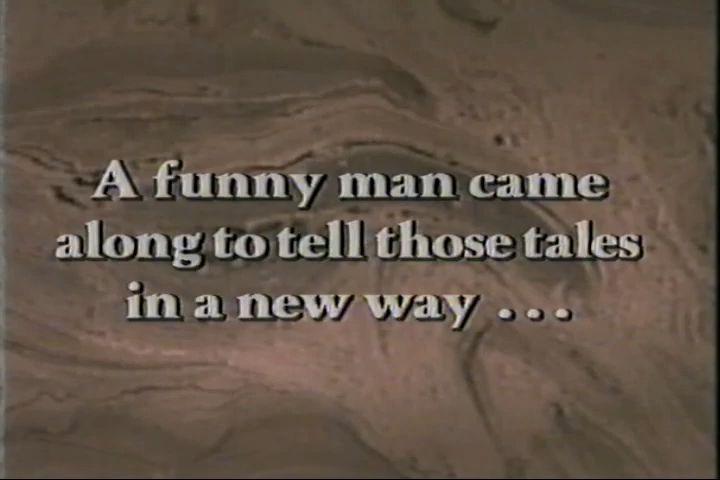 A funny man came
along to tell those tales
in a new way ...